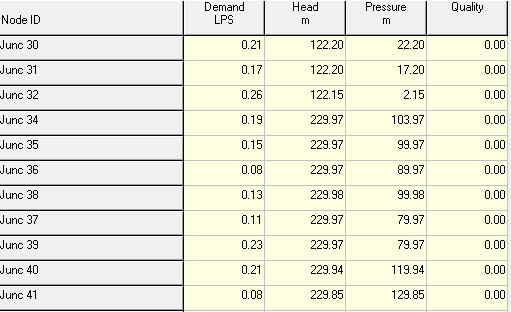 Node ID Demand LPS Head m Pressure m Quality
Junc 30 0.21 122.20 22.20 0.00
Junc 31 0.17 122.20 17.20 0.00
Junc 32 0.26 122.15 2.15 0.00
Junc 34 0.19 229.97 103.97 0.00
Junc 35 0.15 229.97 99.97 0.00
Junc 36 0.08 229.97 89.97 0.00
Junc 38 0.13 229.98 99.98 0.00
Junc 37 0.11 229.97 79.97 0.00
Junc 39 0.23 229.97 79.97 0.00
Junc 40 0.21 229.94 119.94 0.00
Junc 41 0.08 229.85 129.85 0.00